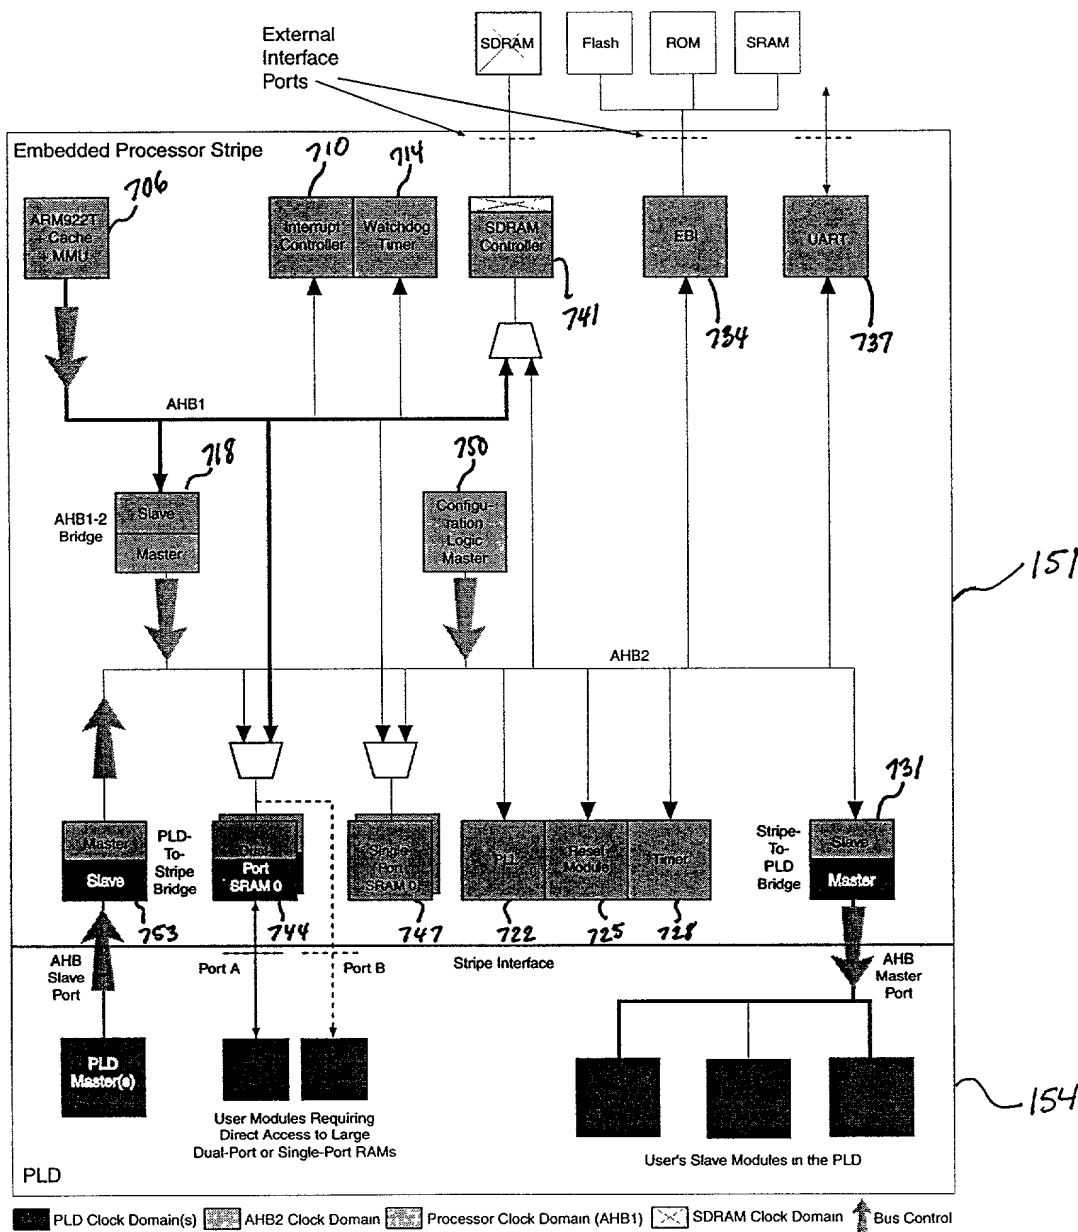 External
Interface
Ports
SDRAM
Flash
ROM
SRAM
Embedded Processor Stripe
706
710
714
ARM922T
+ Cache
+ MMU
Interrupt
Controller
Watchdog
Timer
SDRAM
Controller
EBI
UART
741
734
737
AHB1
718
750
AHB1-2
Bridge
Slave
Master
Configu-
ration
Logic
Master
151
AHB2
731
Master
Slave
PLD-
To-
Stripe
Bridge
Dual
Port
SRAM 0
Single
Port
SRAM 0
PLL
Reset
Module
Timer
Stripe-
To-
PLD
Bridge
Slave
Master
753
744
747
722
725
728
AHB
Slave
Port
Port A
Port B
Stripe Interface
AHB
Master
Port
PLD
Master(s)
154
User Modules Requiring
Direct Access to Large
Dual-Port or Single-Port RAMs
User's Slave Modules in the PLD
PLD
PLD Clock Domain(s)
AHB2 Clock Domain
Processor Clock Domain (AHB1)
SDRAM Clock Domain
Bus Control